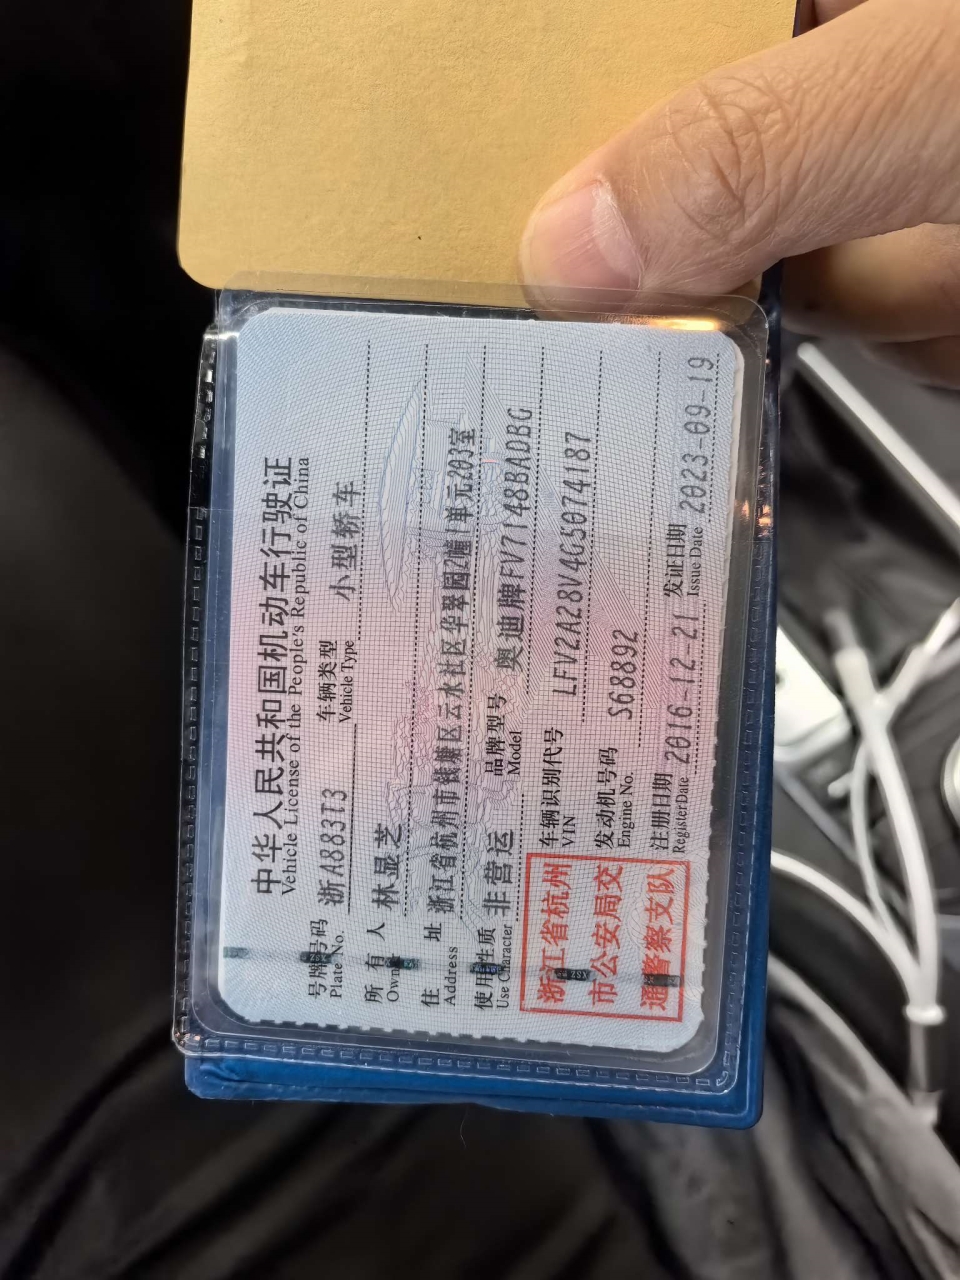 中华人民共和国机动车行驶证
Vehicle License of the People's Republic of China
号牌号码 浙A883T3 车辆类型 小型轿车
Plate No. Vehicle Type
所有人 林显芝
Owner
住址 浙江省杭州市钱塘区云水社区华翠园2幢1单元203室
Address
使用性质 非营运 品牌型号 奥迪牌FV7148BADBG
Use Character Model
浙江省杭州市公安局交通警察支队
车辆识别代号 LFV2A28V4G5074187
VIN
发动机号码 S68892
Engine No.
注册日期 2016-12-21 发证日期 2023-09-19
Register Date Issue Date